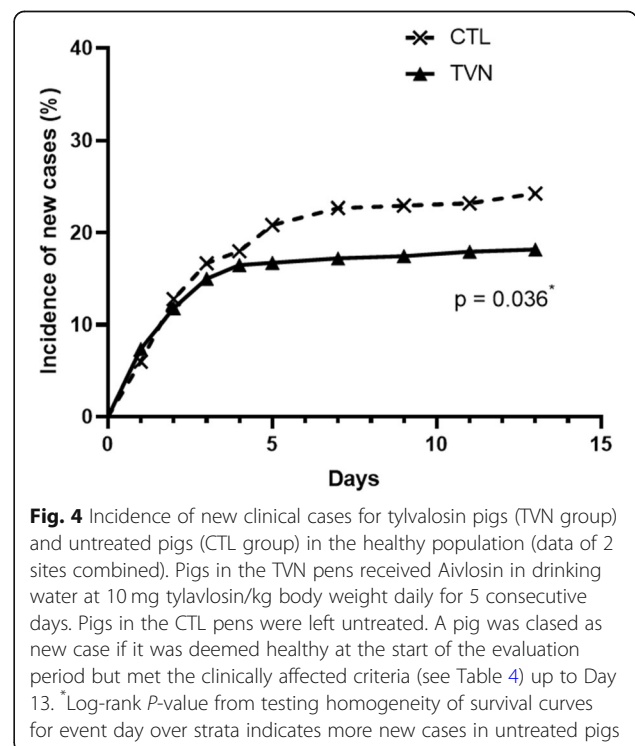 CTL
TVN
40
30
20
10
0
Incidence of new cases (%)
p = 0.036*
0 5 10 15
Days
Fig. 4 Incidence of new clinical cases for tylvalosin pigs (TVN group)
and untreated pigs (CTL group) in the healthy population (data of 2
sites combined). Pigs in the TVN pens received Aivlosin in drinking
water at 10 mg tylavlosin/kg body weight daily for 5 consecutive
days. Pigs in the CTL pens were left untreated. A pig was clased as
new case if it was deemed healthy at the start of the evaluation
period but met the clinically affected criteria (see Table 4) up to Day
13. *Log-rank P-value from testing homogeneity of survival curves
for event day over strata indicates more new cases in untreated pigs